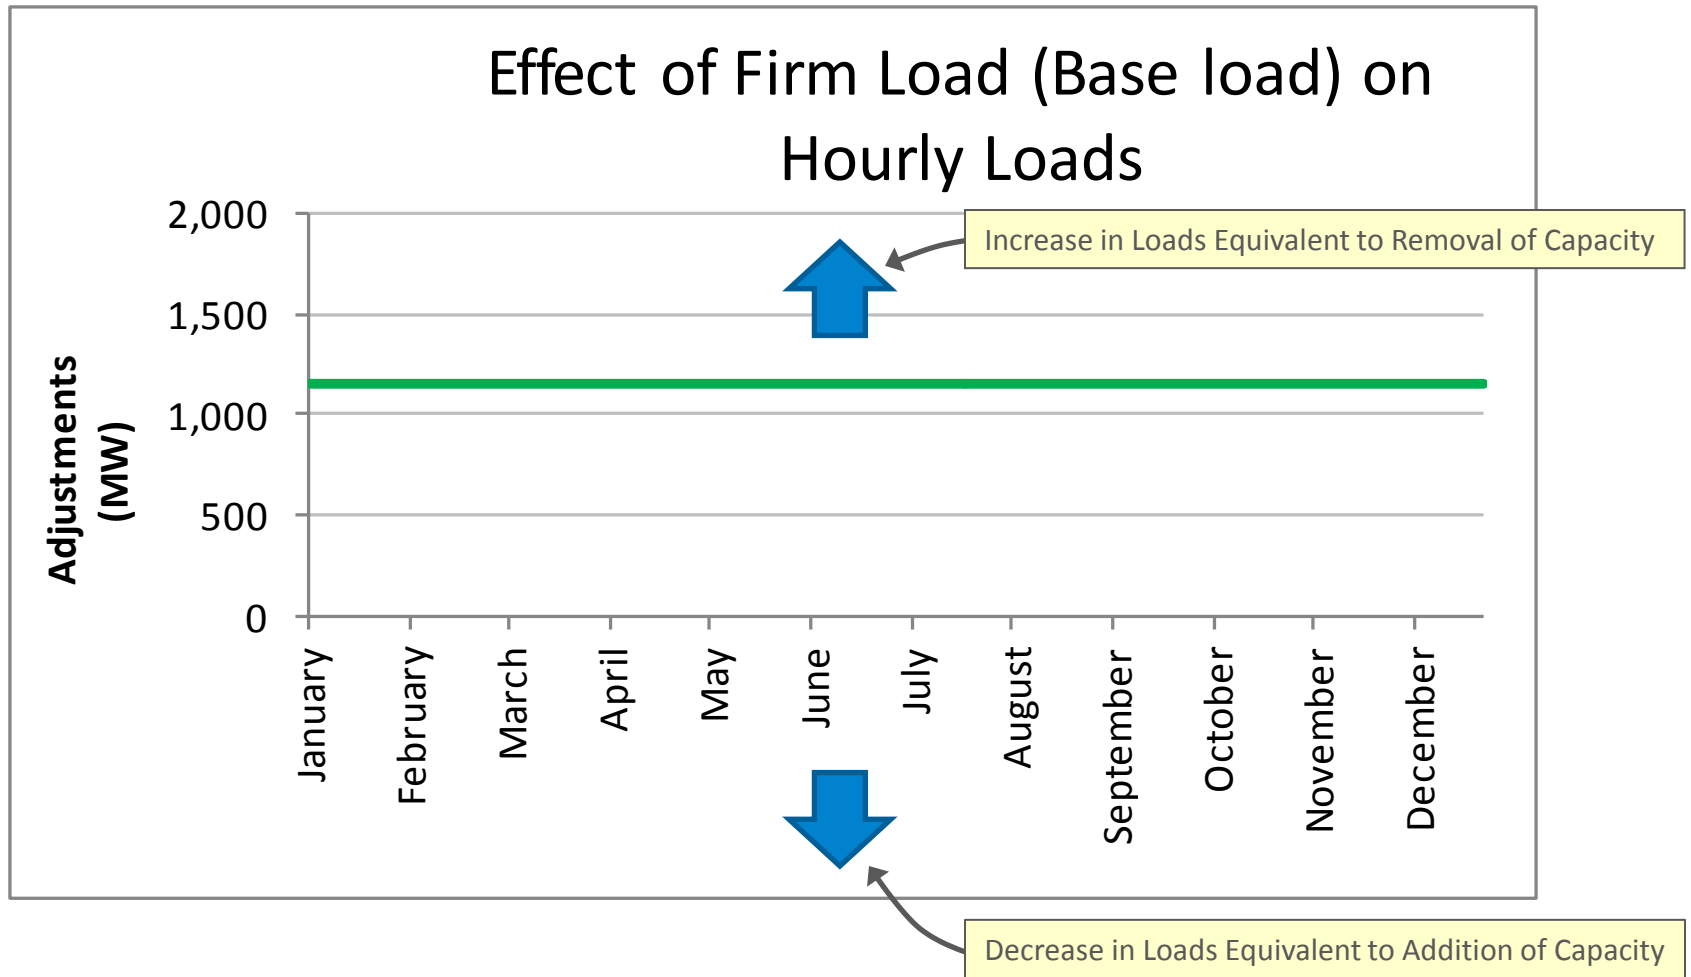 Effect of Firm Load (Base load) on
Hourly Loads
2,000
1,500
1,000
500
0
Adjustments
(MW)
Increase in Loads Equivalent to Removal of Capacity
January
February
March
April
May
June
July
August
September
October
November
December
Decrease in Loads Equivalent to Addition of Capacity